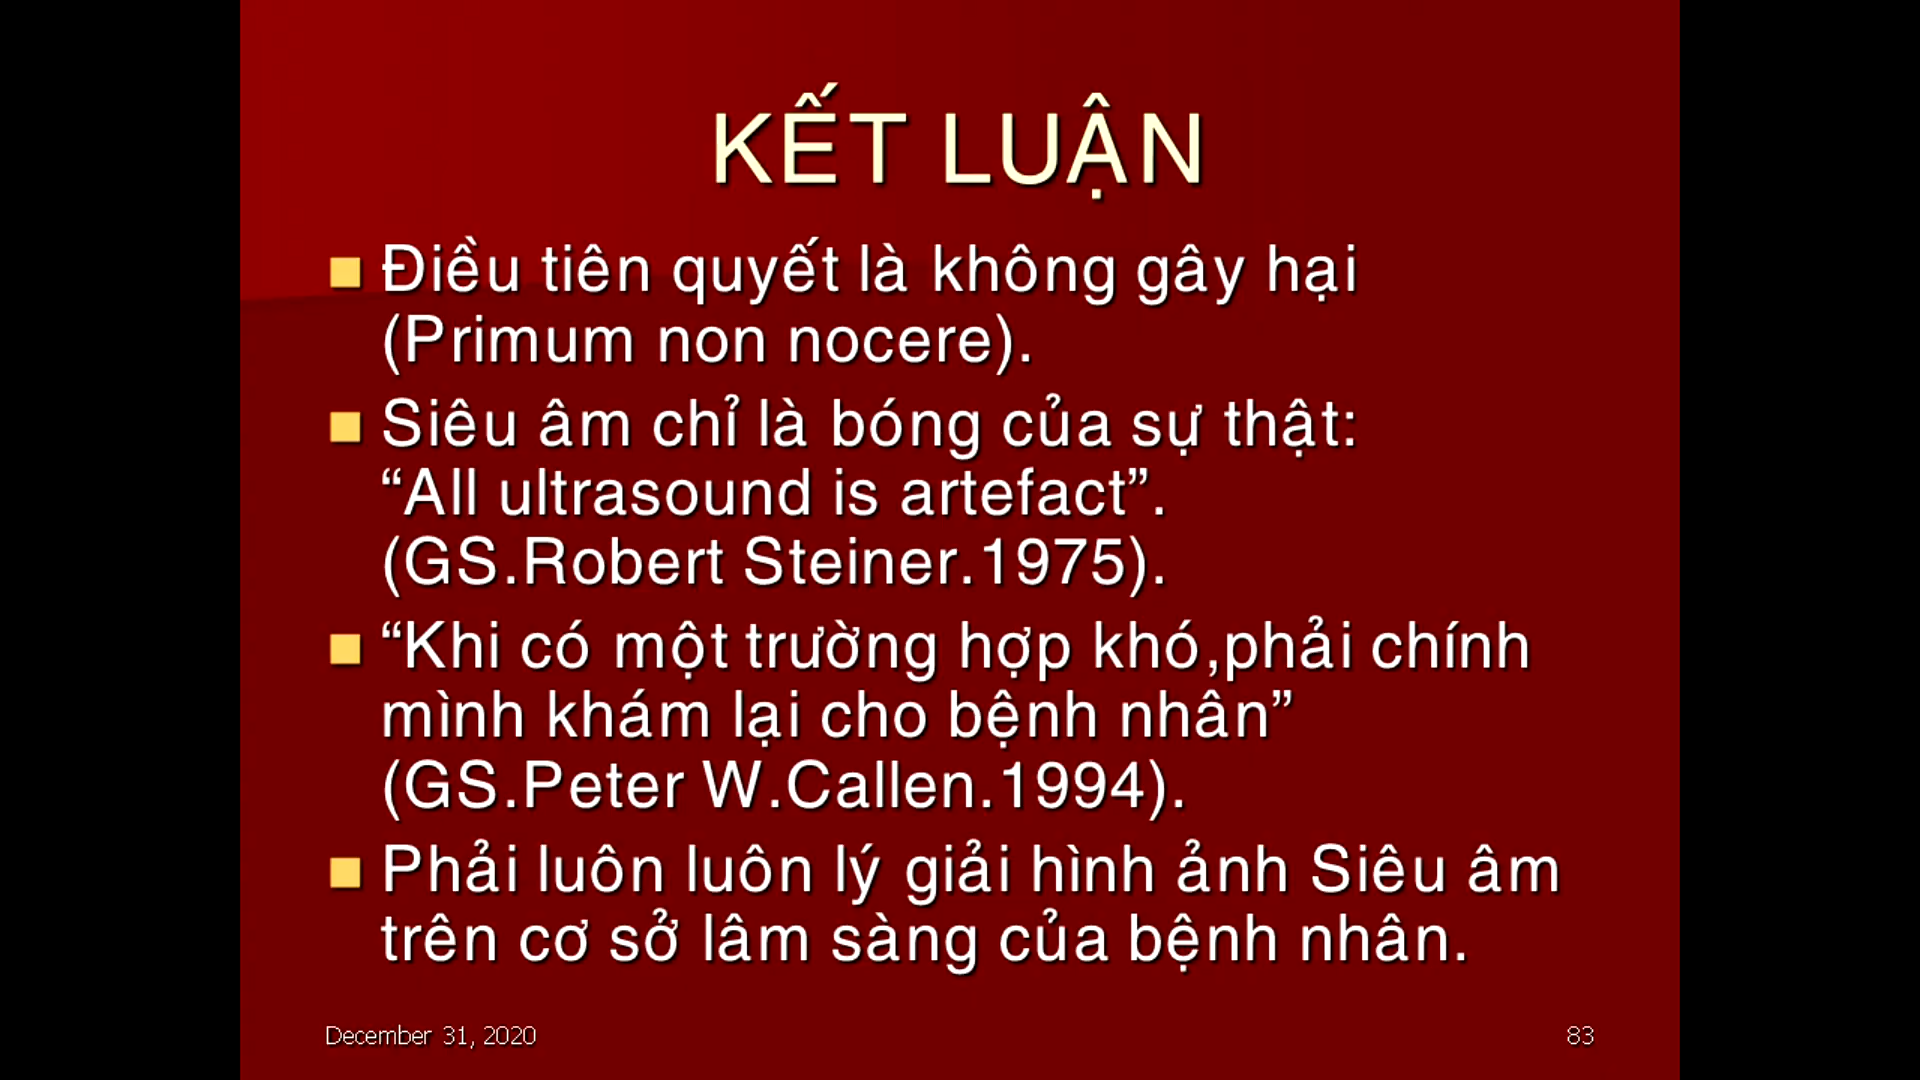 KẾT LUẬN
Điều tiên quyết là không gây hại
(Primum non nocere).
Siêu âm chỉ là bóng của sự thật:
“All ultrasound is artefact”.
(GS.Robert Steiner.1975).
“Khi có một trường hợp khó,phải chính
mình khám lại cho bệnh nhân”
(GS.Peter W.Callen.1994).
Phải luôn luôn lý giải hình ảnh Siêu âm
trên cơ sở lâm sàng của bệnh nhân.
December 31, 2020
83